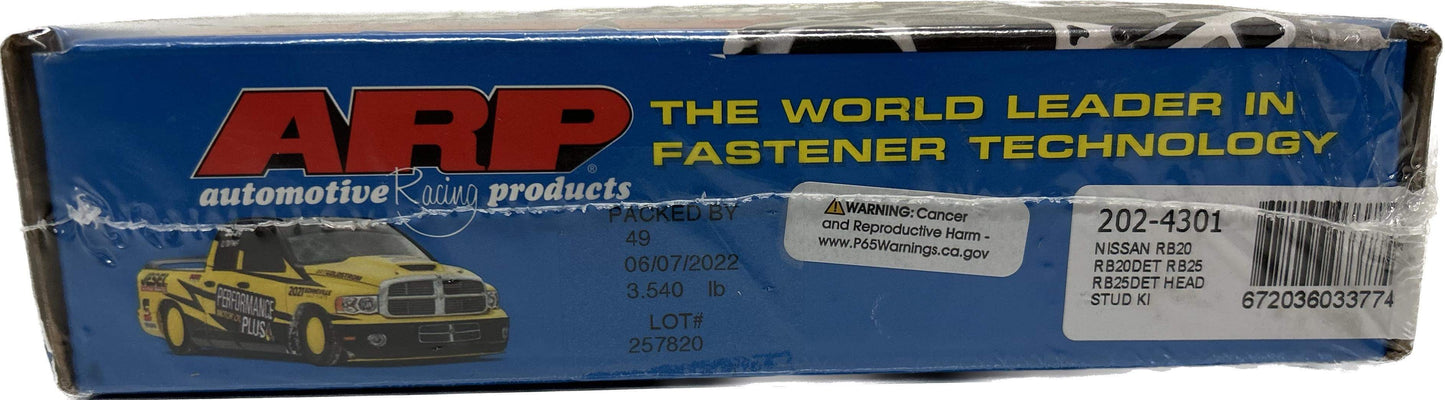 ARP
®
automotive Racing products
THE WORLD LEADER IN
FASTENER TECHNOLOGY
PACKED BY
49
06/07/2022
3.540 lb
LOT#
257820
WARNING: Cancer
and Reproductive Harm -
www.P65Warnings.ca.gov
202-4301
NISSAN RB20
RB20DET RB25
RB25DET HEAD
STUD KI
672036033774
PERFORMANCE
PLUS